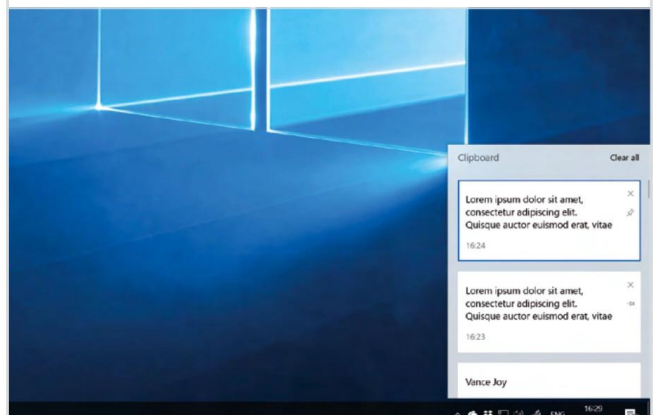 Clipboard Clear all
Lorem ipsum dolor sit amet,
consectetur adipiscing elit.
Quisque auctor euismod erat, vitae
16:24
Lorem ipsum dolor sit amet,
consectetur adipiscing elit.
Quisque auctor euismod erat, vitae
16:23
Vance Joy
ENG 16:29